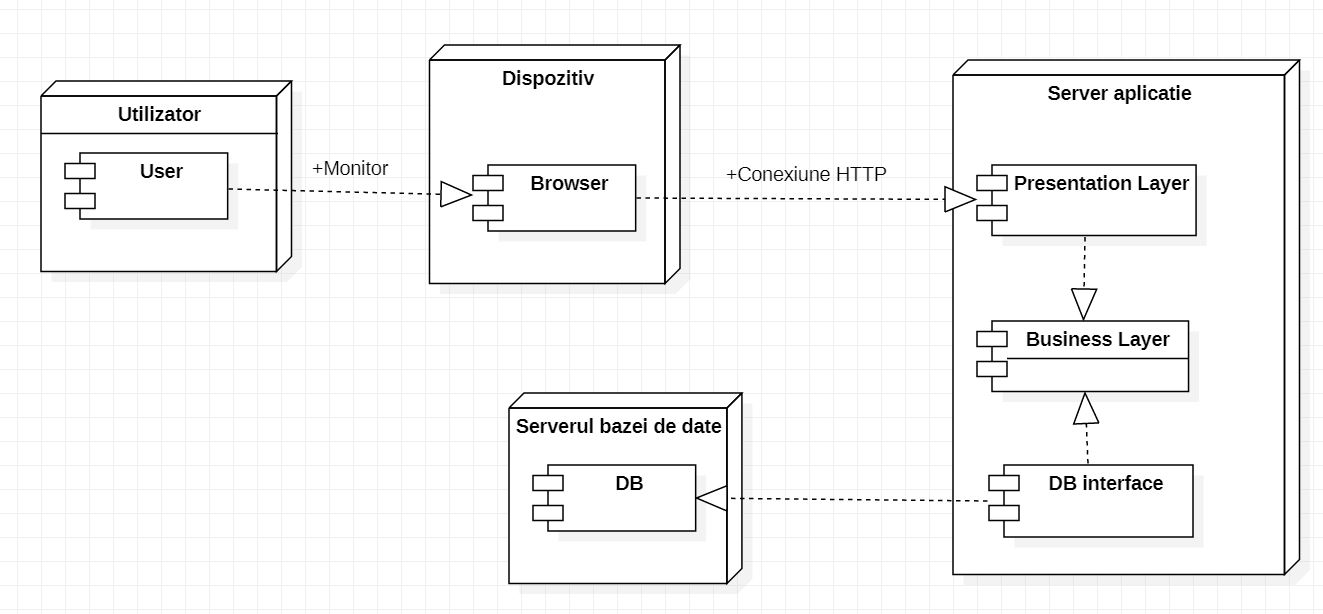 Utilizator
User
+Monitor
Dispozitiv
Browser
+Conexiune HTTP
Server aplicatie
Presentation Layer
Business Layer
DB interface
Serverul bazei de date
DB